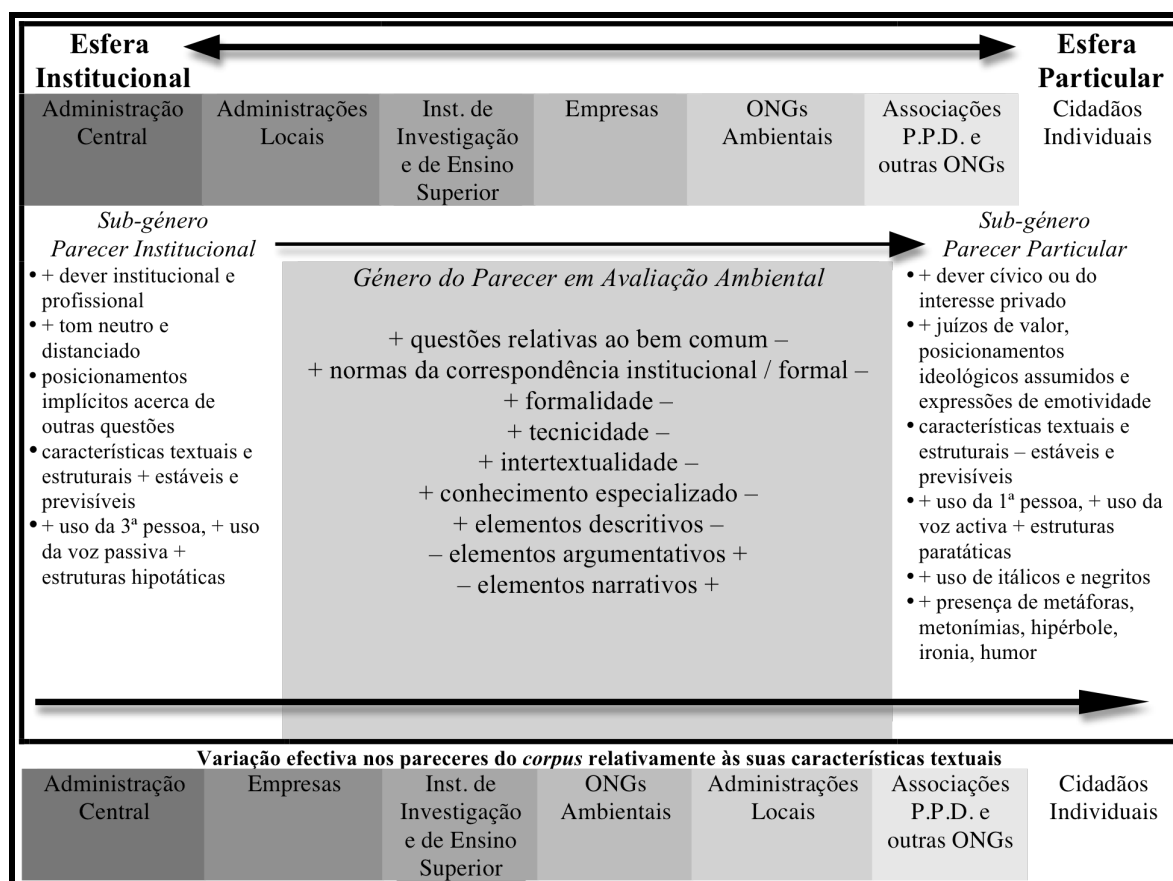 Esfera
Institucional
Esfera
Particular
Administração
Central
Administrações
Locais
Inst. de
Investigação
e de Ensino
Superior
Empresas
ONGs
Ambientais
Associações
P.P.D. e
outras ONGs
Cidadãos
Individuais
Sub-género
Parecer Institucional
• + dever institucional e
profissional
• + tom neutro e
distanciado
• posicionamentos
implícitos acerca de
outras questões
• características textuais e
estruturais + estáveis e
previsíveis
• + uso da 3ª pessoa, + uso
da voz passiva +
estruturas hipotáticas
Género do Parecer em Avaliação Ambiental
+ questões relativas ao bem comum –
+ normas da correspondência institucional / formal –
+ formalidade –
+ tecnicidade –
+ intertextualidade –
+ conhecimento especializado –
+ elementos descritivos –
– elementos argumentativos +
– elementos narrativos +
Sub-género
Parecer Particular
• + dever cívico ou do
interesse privado
• + juízos de valor,
posicionamentos
ideológicos assumidos e
expressões de emotividade
• características textuais e
estruturais – estáveis e
previsíveis
• + uso da 1ª pessoa, + uso da
voz activa + estruturas
paratáticas
• + uso de itálicos e negritos
• + presença de metáforas,
metonímias, hipérbole,
ironia, humor
Variação efectiva nos pareceres do corpus relativamente às suas características textuais
Administração
Central
Empresas
Inst. de
Investigação
e de Ensino
Superior
ONGs
Ambientais
Administrações
Locais
Associações
P.P.D. e
outras ONGs
Cidadãos
Individuais